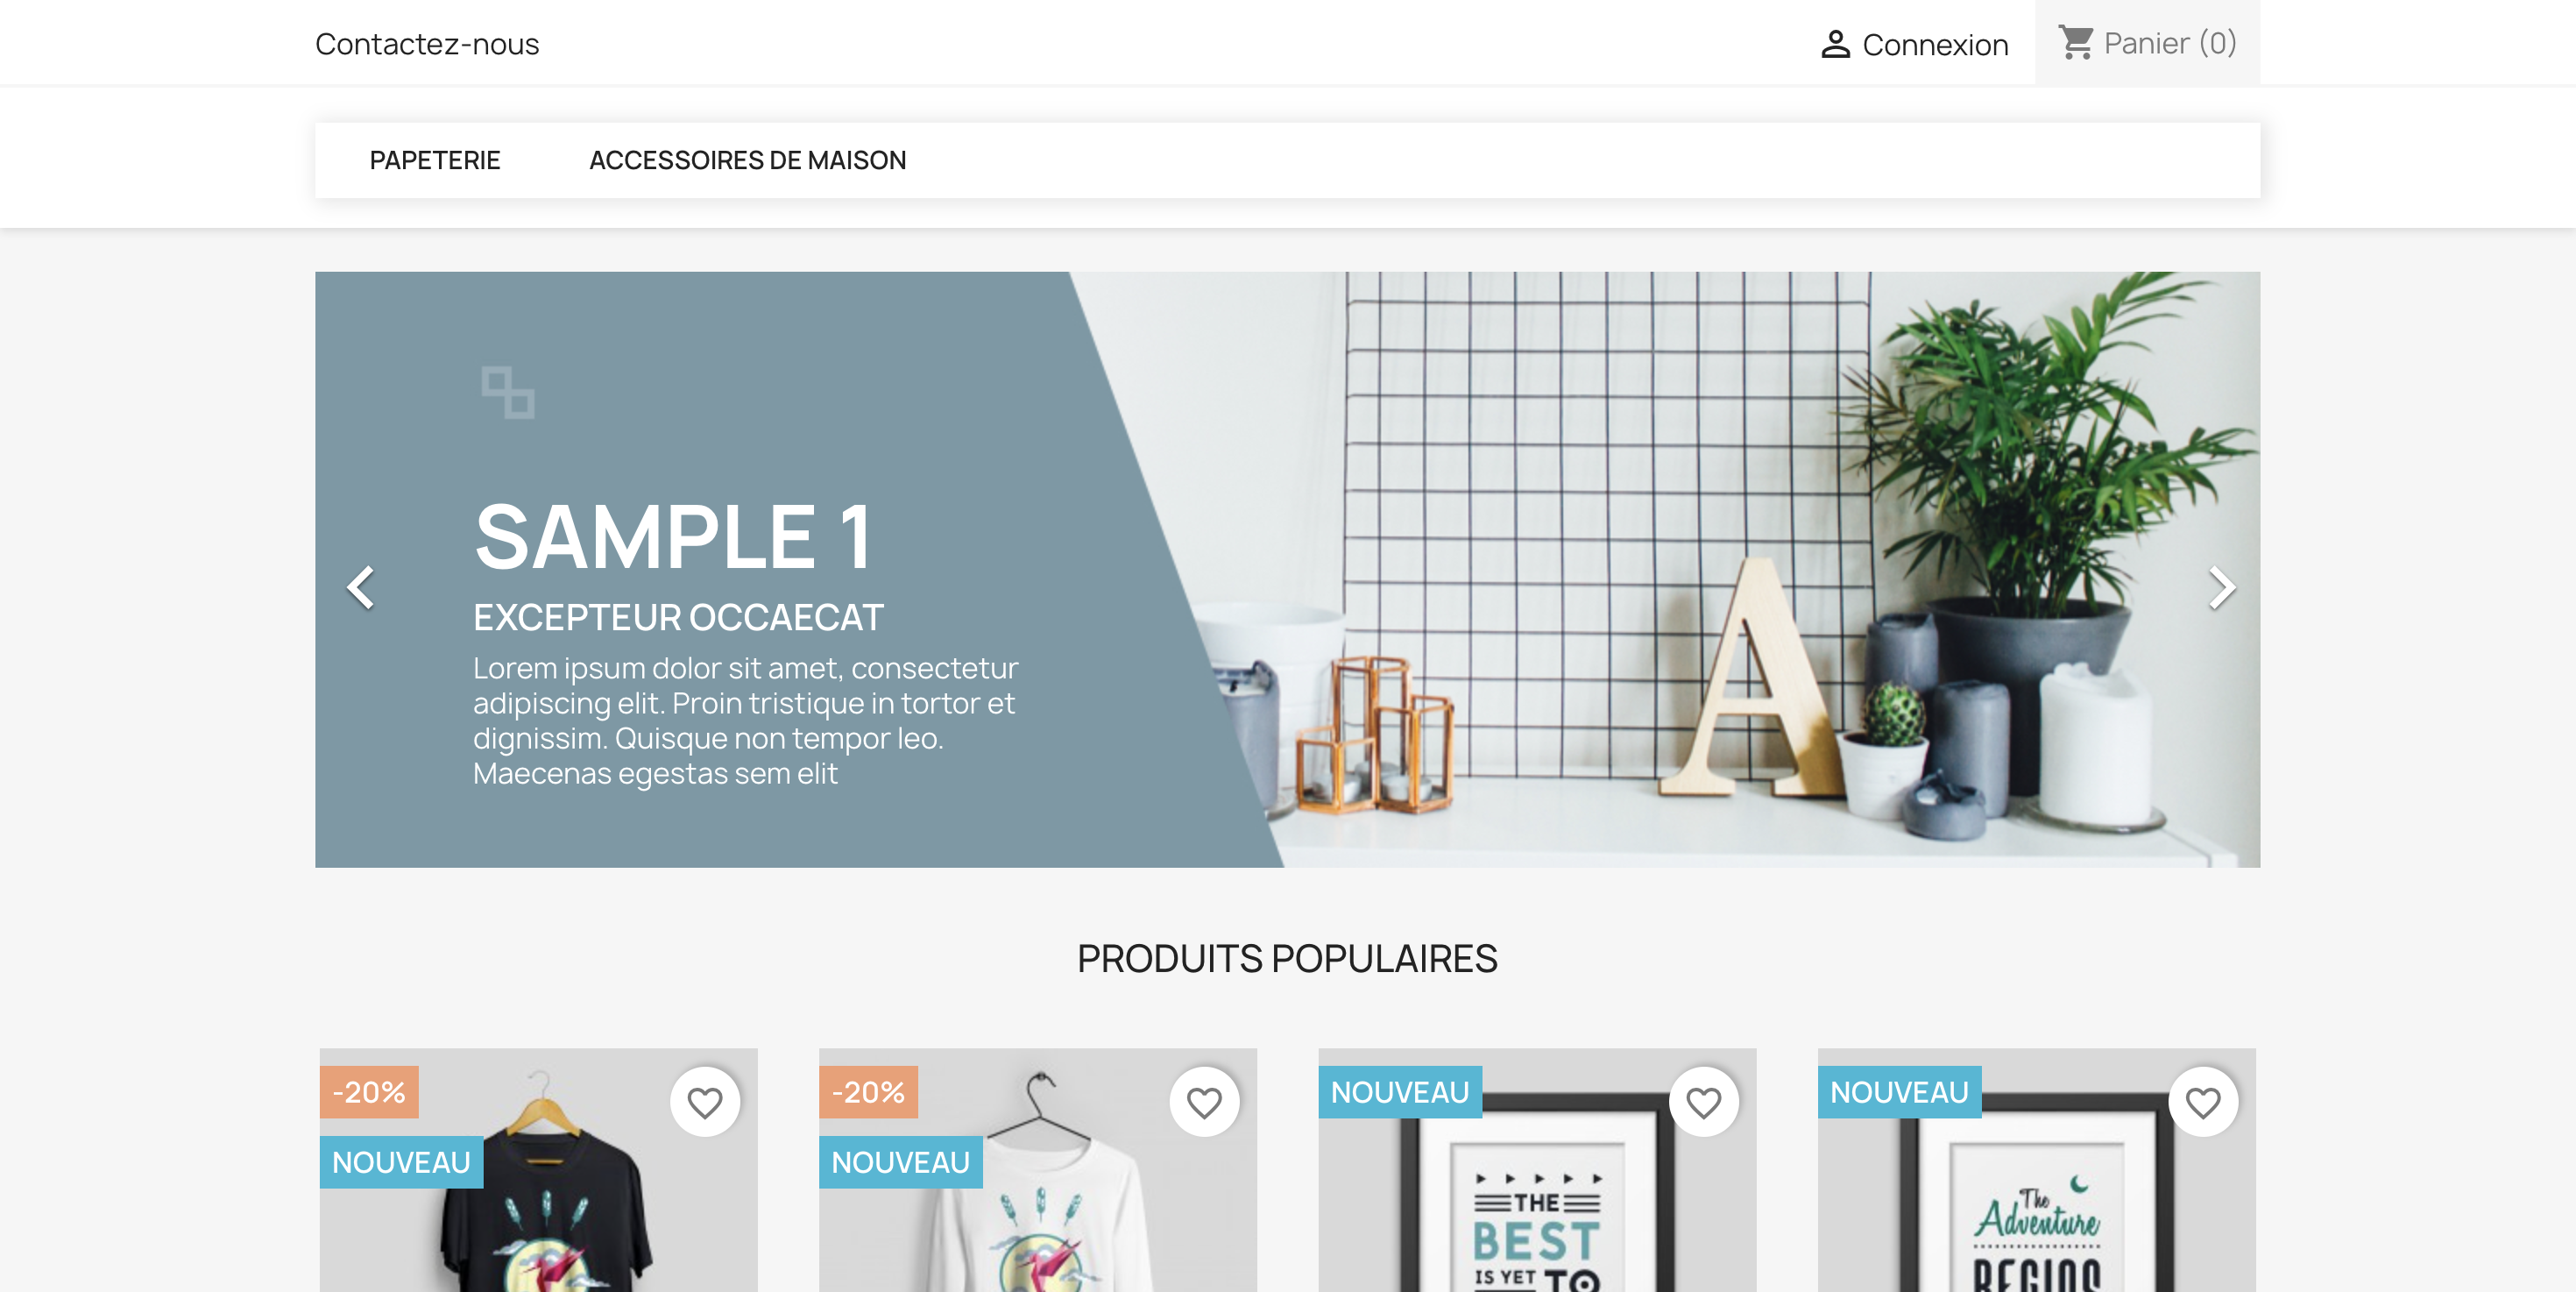 Contactez-nous
Connexion
Panier (0)
PAPETERIE
ACCESSOIRES DE MAISON
SAMPLE 1
EXCEPTEUR OCCAECAT
Lorem ipsum dolor sit amet, consectetur
adipiscing elit. Proin tristique in tortor et
dignissim. Quisque non tempor leo.
Maecenas egestas sem elit
A
PRODUITS POPULAIRES
-20%
NOUVEAU
-20%
NOUVEAU
NOUVEAU
THE
BEST
IS YET TO
NOUVEAU
The
Adventure
BEGINS